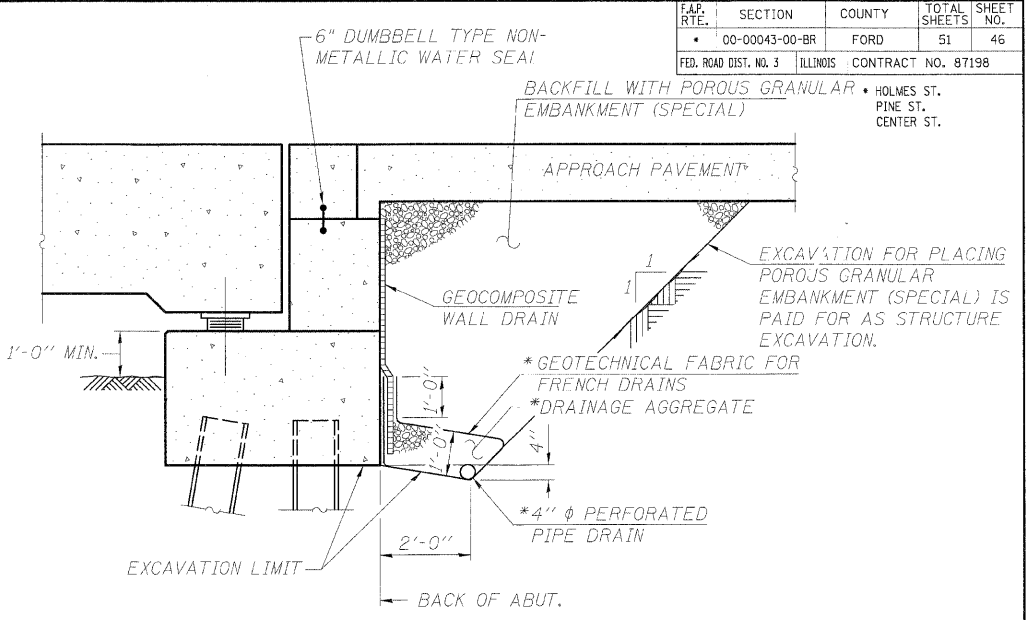 F.A.P. RTE. SECTION COUNTY TOTAL SHEETS SHEET NO.
* 00-00043-00-BR FORD 51 46
FED. ROAD DIST. NO. 3 ILLINOIS CONTRACT NO. 87198
* HOLMES ST.
PINE ST.
CENTER ST.
6" DUMBBELL TYPE NON-
METALLIC WATER SEAL
BACKFILL WITH POROUS GRANULAR
EMBANKMENT (SPECIAL)
APPROACH PAVEMENT
EXCAVATION FOR PLACING
POROUS GRANULAR
EMBANKMENT (SPECIAL) IS
PAID FOR AS STRUCTURE
EXCAVATION.
1
1
GEOCOMPOSITE
WALL DRAIN
1'-0" MIN.
*GEOTECHNICAL FABRIC FOR
FRENCH DRAINS
*DRAINAGE AGGREGATE
1'-0"
1'-0"
4"
*4" ϕ PERFORATED
PIPE DRAIN
2'-0"
EXCAVATION LIMIT
BACK OF ABUT.